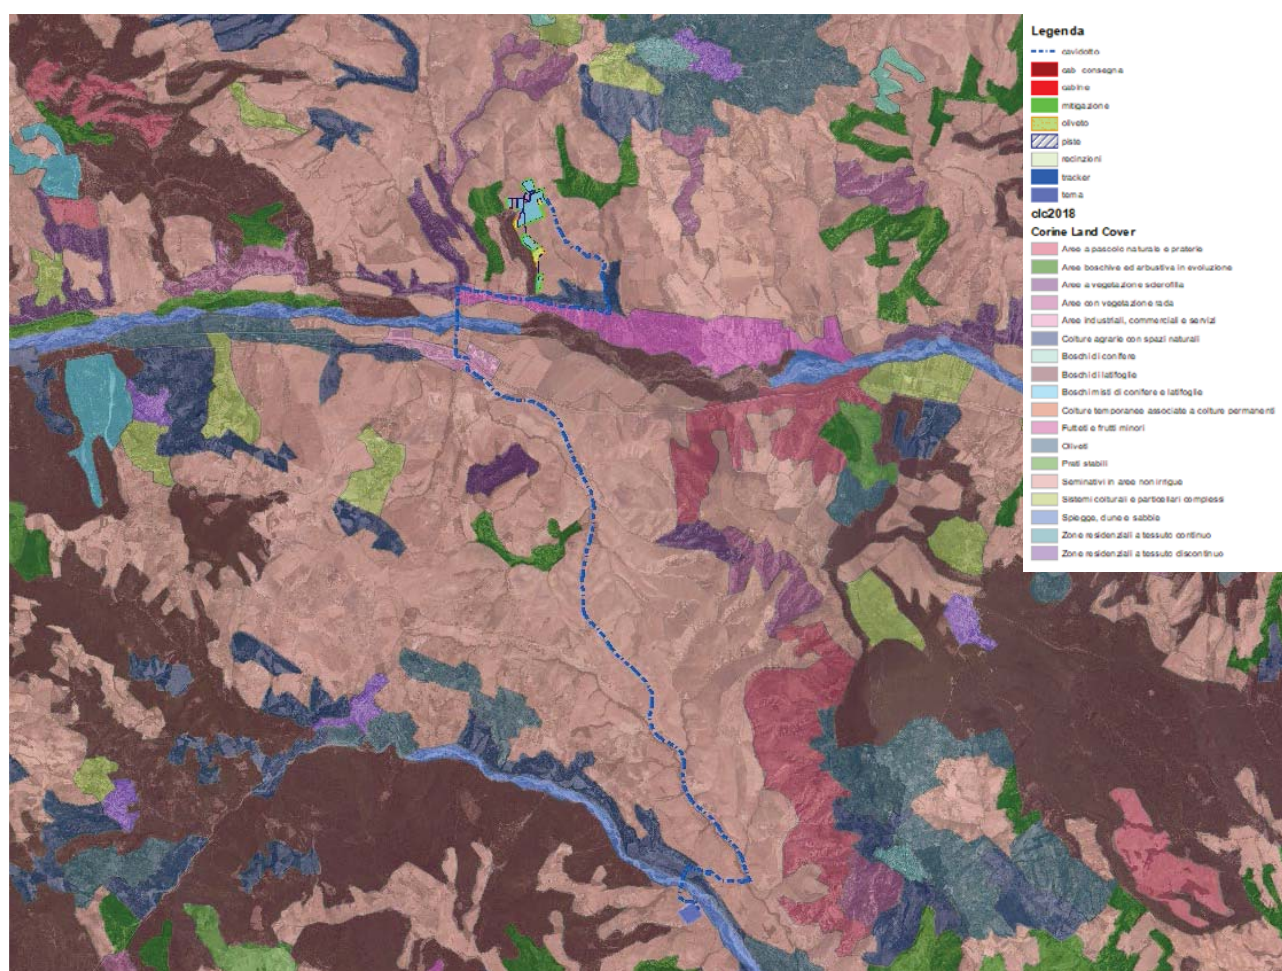 Legenda
cavidotto
cab consegna
cabine
mitigazione
oliveto
piste
recinzioni
tracker
terna
clc2018
Corine Land Cover
Aree a pascolo naturale e praterie
Aree boschive ed arbustiva in evoluzione
Aree a vegetazione sclerofilla
Aree con vegetazione rada
Aree industriali, commerciali e servizi
Colture agrarie con spazi naturali
Boschi di conifere
Boschi di latifoglie
Boschi misti di conifere e latifoglie
Colture temporanee associate a colture permanenti
Frutteti e frutti minori
Oliveti
Prati stabili
Seminativi in aree non irrigue
Sistemi colturali e particellari complessi
Spiagge, dune e sabbie
Zone residenziali a tessuto continuo
Zone residenziali a tessuto discontinuo